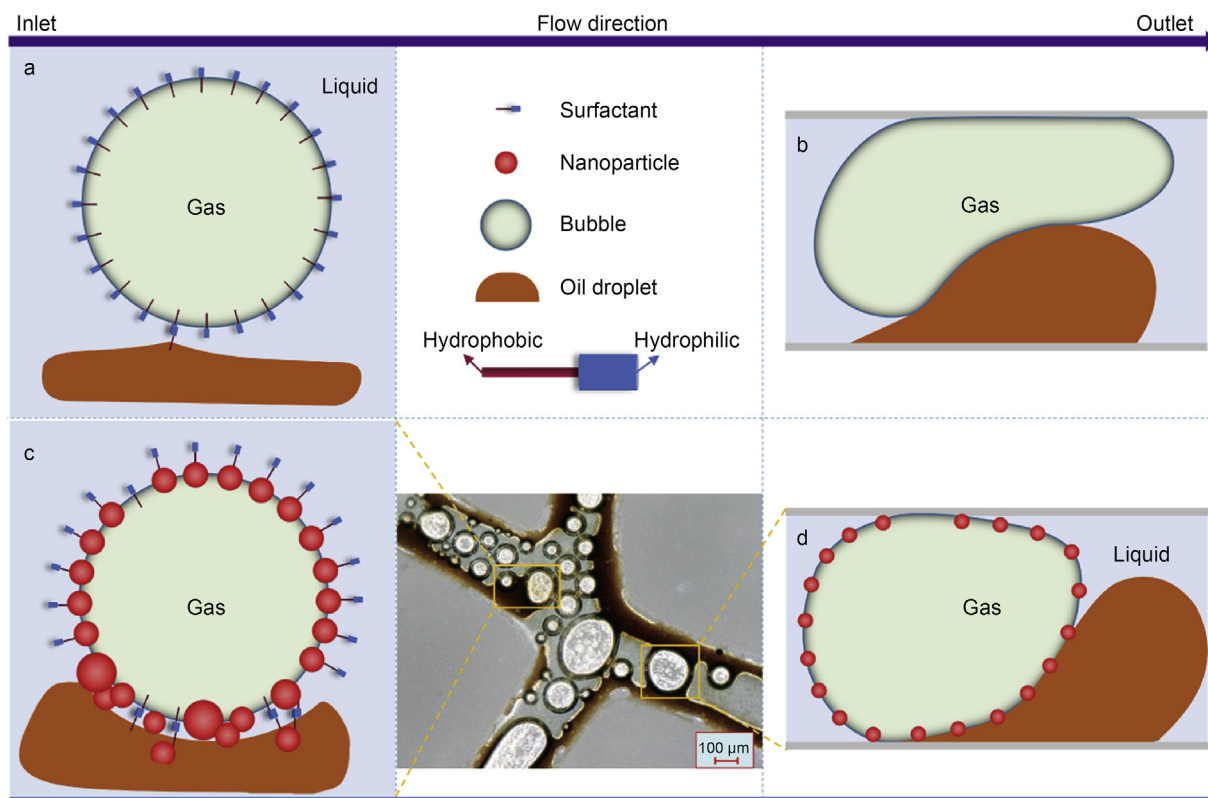 Inlet
Flow direction
Outlet
a
Liquid
Gas
Surfactant
Nanoparticle
Bubble
Oil droplet
Hydrophobic
Hydrophilic
b
Gas
c
Gas
100 μm
d
Liquid
Gas